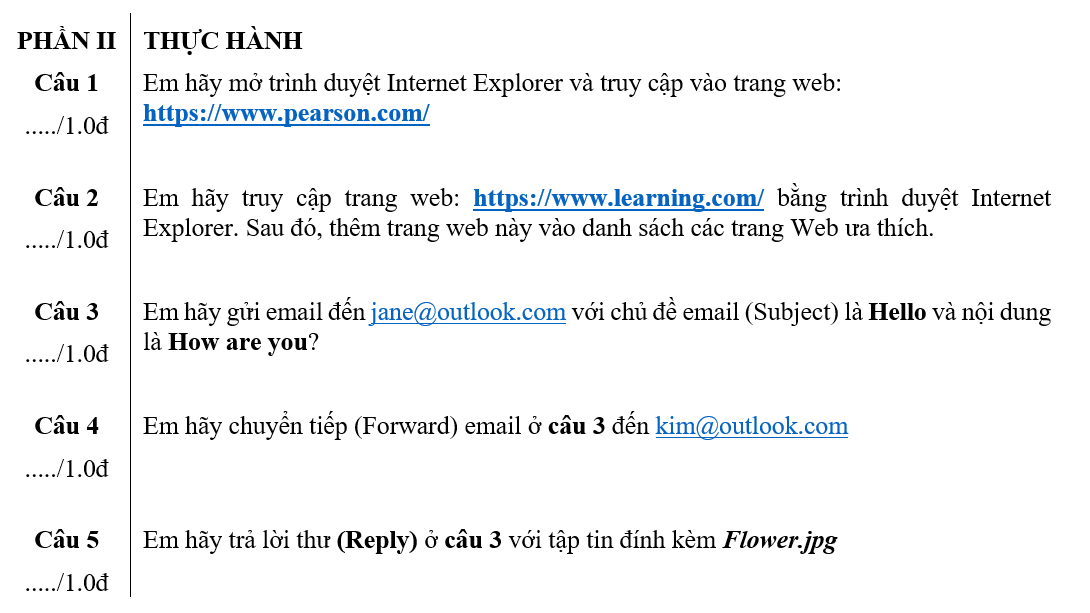 PHẦN II THỰC HÀNH
Câu 1 Em hãy mở trình duyệt Internet Explorer và truy cập vào trang web:
https://www.pearson.com/
...../1.0đ
Câu 2 Em hãy truy cập trang web: https://www.learning.com/ bằng trình duyệt Internet
Explorer. Sau đó, thêm trang web này vào danh sách các trang Web ưa thích.
...../1.0đ
Câu 3 Em hãy gửi email đến jane@outlook.com với chủ đề email (Subject) là Hello và nội dung
là How are you?
...../1.0đ
Câu 4 Em hãy chuyển tiếp (Forward) email ở câu 3 đến kim@outlook.com
...../1.0đ
Câu 5 Em hãy trả lời thư (Reply) ở câu 3 với tập tin đính kèm Flower.jpg
...../1.0đ